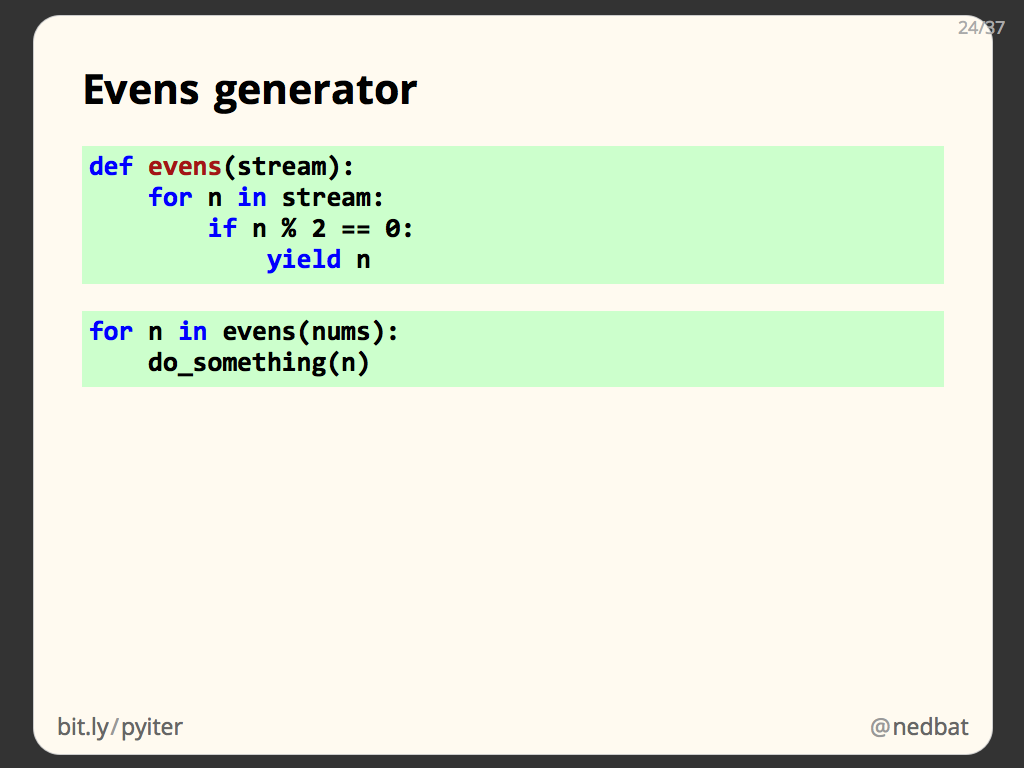 24/37
Evens generator
def evens(stream):
    for n in stream:
        if n % 2 == 0:
            yield n
for n in evens(nums):
    do_something(n)
bit.ly/pyiter
@nedbat